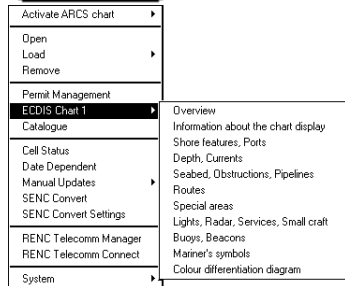 Activate ARCS chart
Open
Load
Remove
Permit Management
ECDIS Chart 1
Catalogue
Cell Status
Date Dependent
Manual Updates
SENC Convert
SENC Convert Settings
RENC Telecomm Manager
RENC Telecomm Connect
System
Overview
Information about the chart display
Shore features, Ports
Depth, Currents
Seabed, Obstructions, Pipelines
Routes
Special areas
Lights, Radar, Services, Small craft
Buoys, Beacons
Mariner's symbols
Colour differentiation diagram